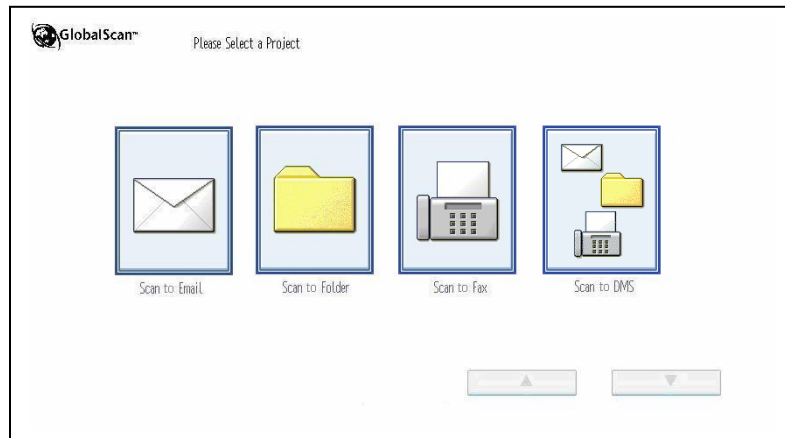 GlobalScan™
Please Select a Project
Scan to Email
Scan to Folder
Scan to Fax
Scan to DMS